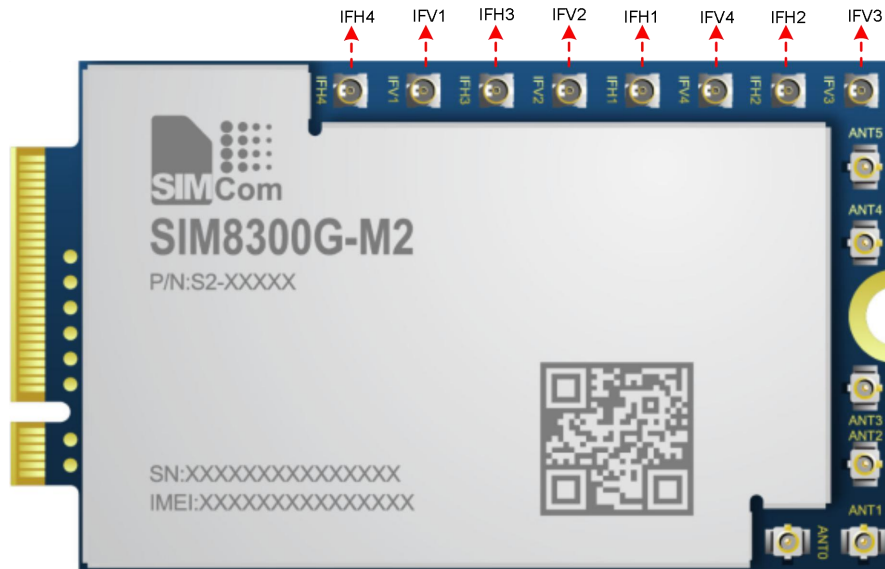 IFH4 IFV1 IFH3 IFV2 IFH1 IFV4 IFH2 IFV3
IFH4 IFV1 IFH3 IFV2 IFH1 IFV4 IFH2 IFV3
ANT5
SIMCom
ANT4
SIM8300G-M2
P/N:S2-XXXXX
ANT3
ANT2
SN:XXXXXXXXXXXXXXX
IMEI:XXXXXXXXXXXXXXX
ANT1
ANT0